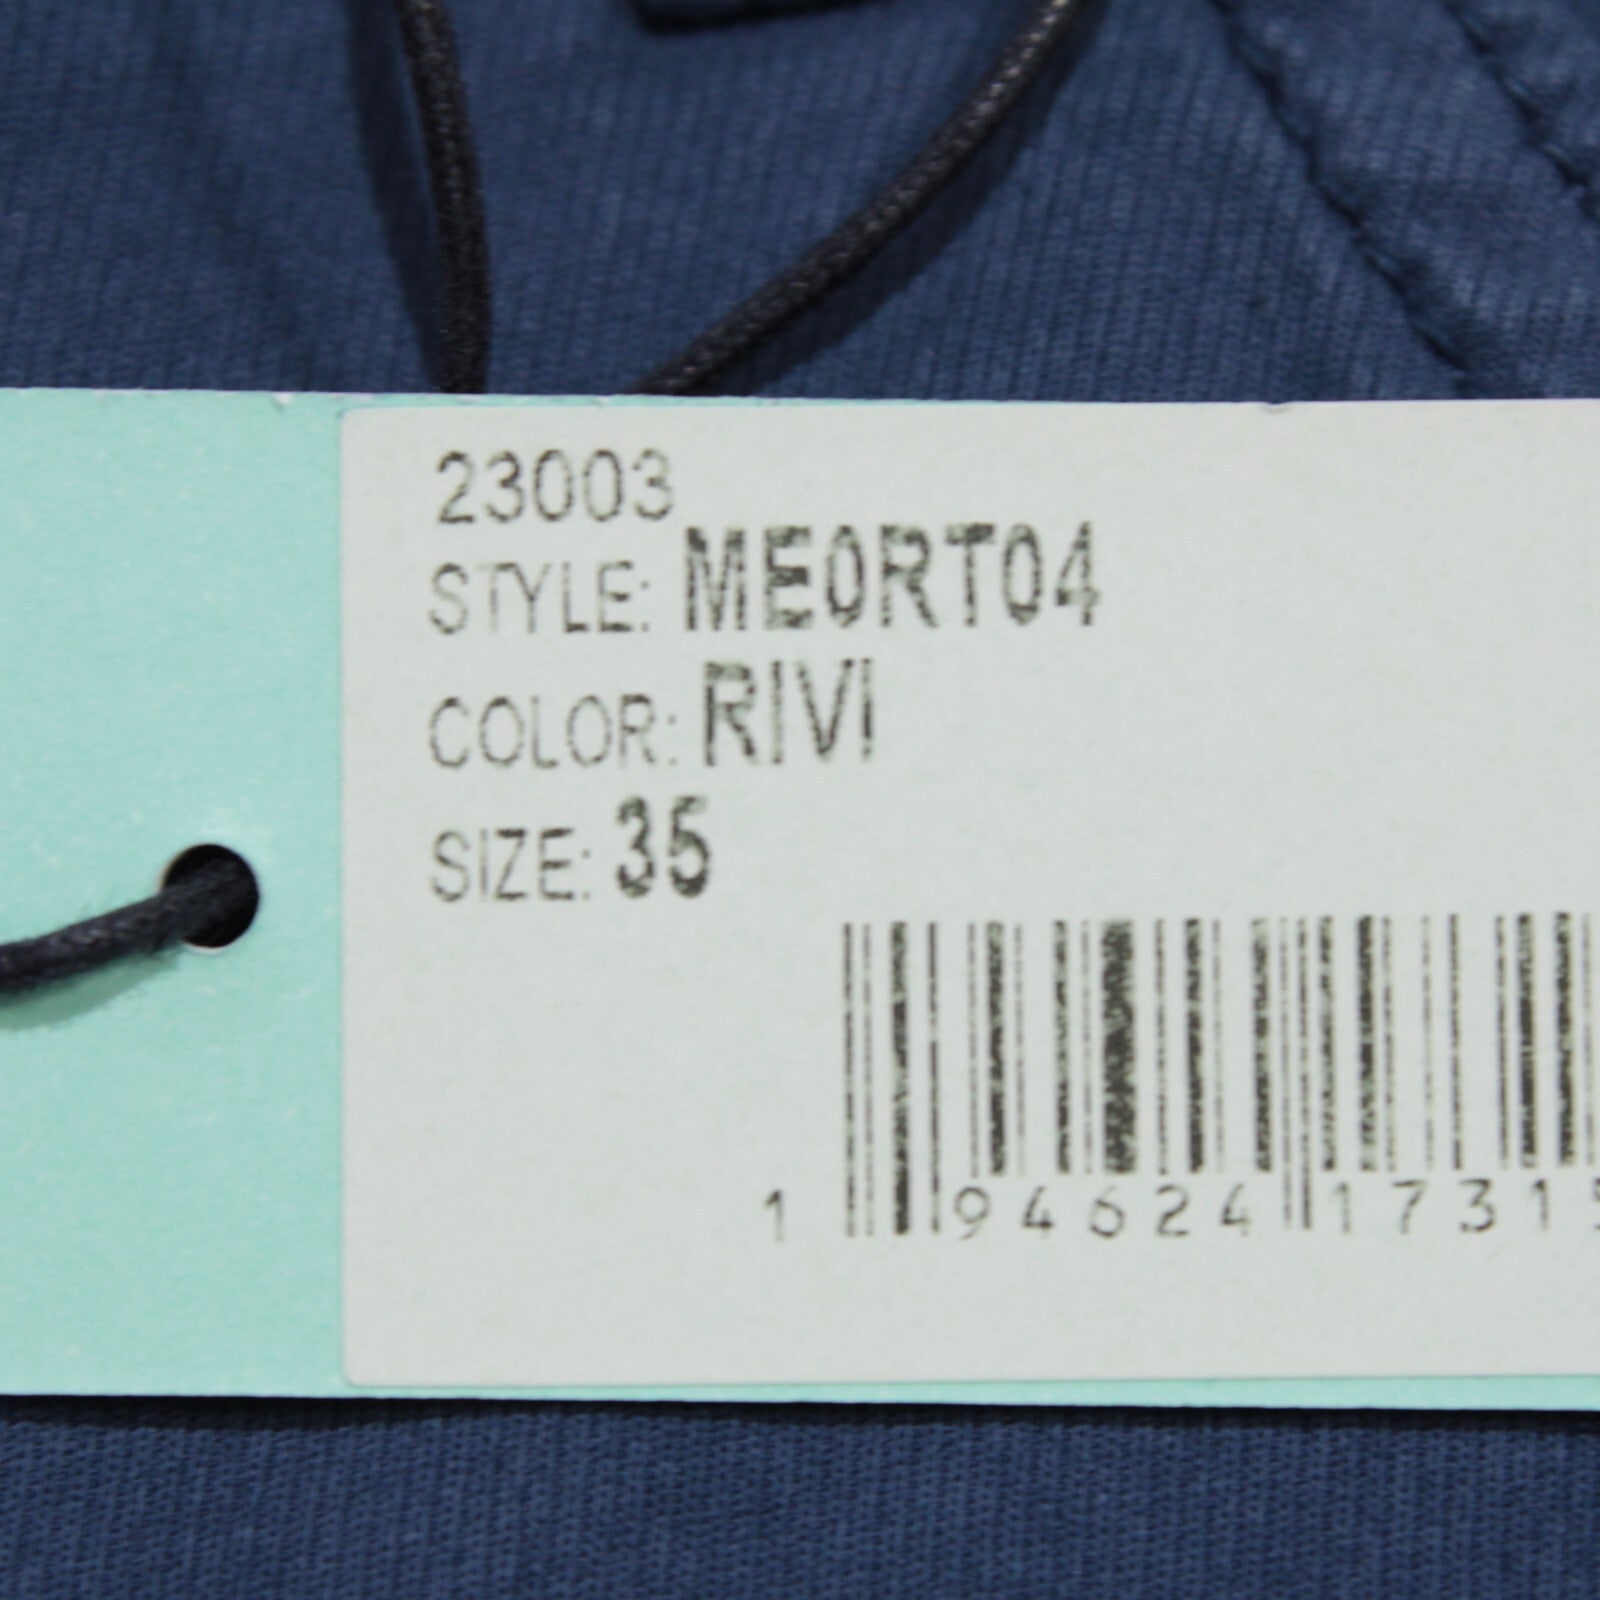 23003
STYLE: ME0RT04
COLOR: RIVI
SIZE: 35
1 94624 1731